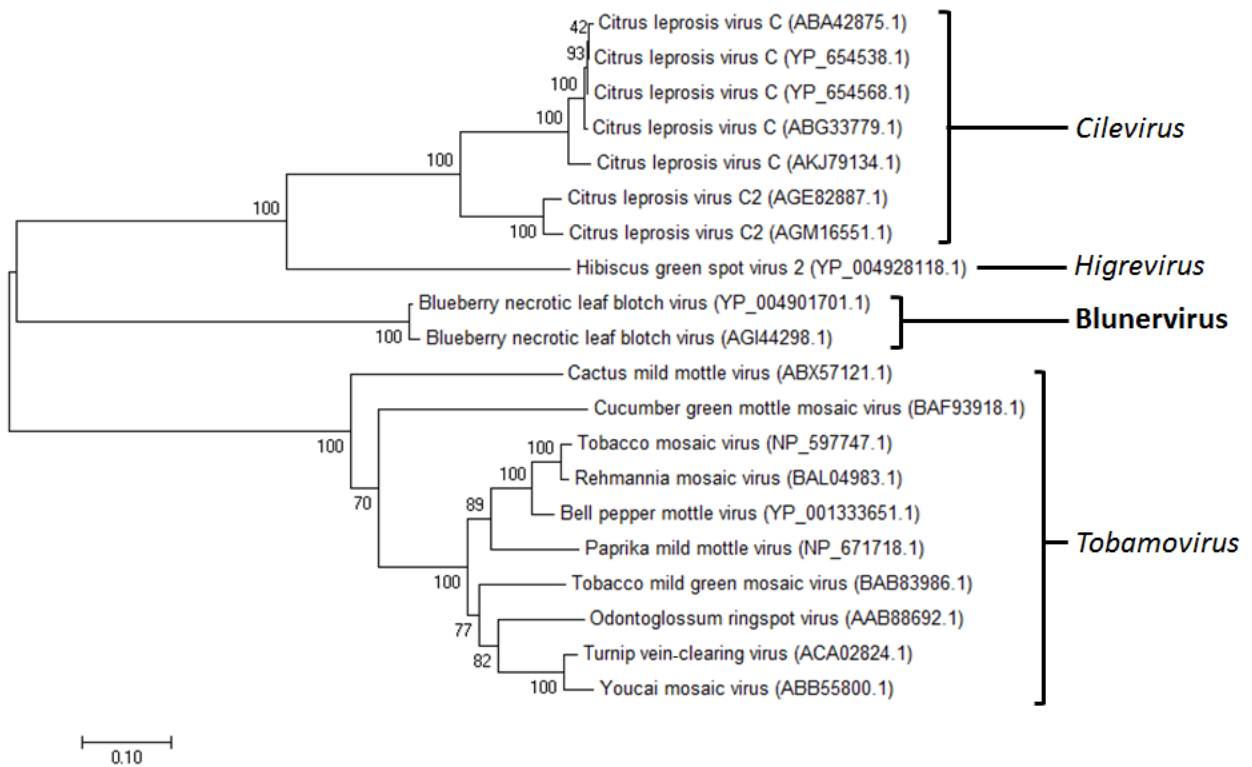 42
Citrus leprosis virus C (ABA42875.1)
93
Citrus leprosis virus C (YP_654538.1)
100
Citrus leprosis virus C (YP_654568.1)
100
Citrus leprosis virus C (ABG33779.1)
Cilevirus
100
Citrus leprosis virus C (AKJ79134.1)
Citrus leprosis virus C2 (AGE82887.1)
100
100
Citrus leprosis virus C2 (AGM16551.1)
Hibiscus green spot virus 2 (YP_004928118.1)
Higrevirus
Blueberry necrotic leaf blotch virus (YP_004901701.1)
Blunervirus
100
Blueberry necrotic leaf blotch virus (AGI44298.1)
Cactus mild mottle virus (ABX57121.1)
Cucumber green mottle mosaic virus (BAF93918.1)
100
100
Tobacco mosaic virus (NP_597747.1)
100
Rehmannia mosaic virus (BAL04983.1)
70
89
Bell pepper mottle virus (YP_001333651.1)
Paprika mild mottle virus (NP_671718.1)
Tobamovirus
100
Tobacco mild green mosaic virus (BAB83986.1)
Odontoglossum ringspot virus (AAB88692.1)
77
82
Turnip vein-clearing virus (ACA02824.1)
100
Youcai mosaic virus (ABB55800.1)
0.10